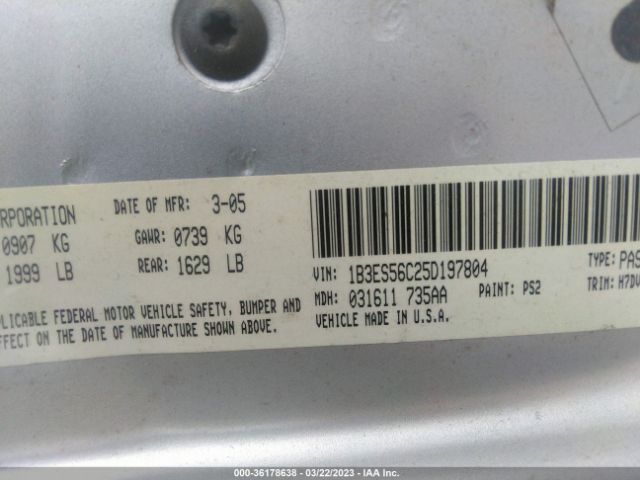 RPORATION DATE OF MFR: 3-05
0907 KG GAWR: 0739 KG
1999 LB REAR: 1629 LB
PLICABLE FEDERAL MOTOR VEHICLE SAFETY, BUMPER AND
FFECT ON THE DATE OF MANUFACTURE SHOWN ABOVE.
VIN: 1B3ES56C25D197804 TYPE: PAS
MDH: 031611 735AA PAINT: PS2 TRIM: H7DV
VEHICLE MADE IN U.S.A.
000-36178638 - 03/22/2023 - IAA Inc.